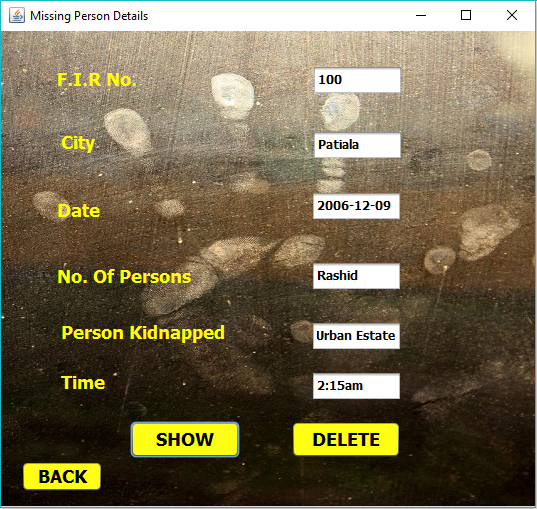 Missing Person Details
F.I.R No. 100
City Patiala
Date 2006-12-09
No. Of Persons Rashid
Person Kidnapped Urban Estate
Time 2:15am
SHOW DELETE
BACK